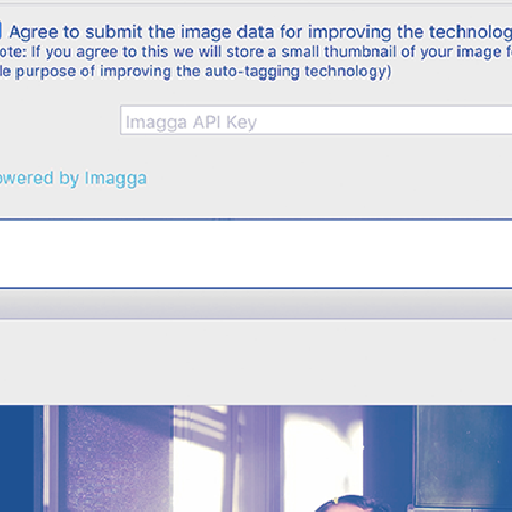 Agree to submit the image data for improving the technolog
ote: If you agree to this we will store a small thumbnail of your image f
le purpose of improving the auto-tagging technology)
Imagga API Key
owered by Imagga